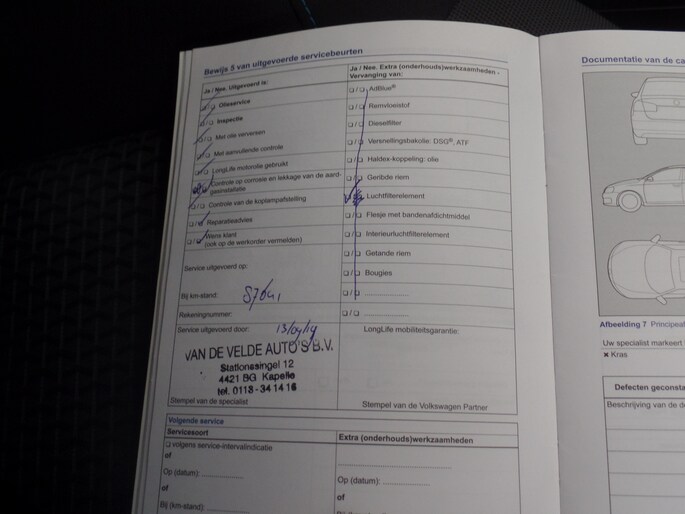 Bewijs 5 van uitgevoerde servicebeurten
Ja / Nee. Uitgevoerd is:
❑ / ❑ Olieservice
❑ / ❑ Inspectie
❑ / ❑ Met olie verversen
❑ / ❑ Met aanvullende controle
❑ / ❑ LongLife motorolie gebruikt
❑ / ❑ Controle op corrosie en lekkage van de aard-
gasinstallatie
❑ / ❑ Controle van de koplampafstelling
❑ / ❑ Reparatieadvies
❑ / ❑ Wens klant
(ook op de werkorder vermelden)
Service uitgevoerd op:
Bij km-stand:
Rekeningnummer:
Service uitgevoerd door:
VAN DE VELDE AUTO'S B.V.
Stationssingel 12
4421 BG Kapelle
tel. 0113-34 14 16
Stempel van de specialist
Ja / Nee. Extra (onderhouds)werkzaamheden -
Vervanging van:
❑ / ❑ AdBlue®
❑ / ❑ Remvloeistof
❑ / ❑ Dieselfilter
❑ / ❑ Versnellingsbakolie: DSG®, ATF
❑ / ❑ Haldex-koppeling: olie
❑ / ❑ Geribde riem
❑ / ❑ Luchtfilterelement
❑ / ❑ Flesje met bandenafdichtmiddel
❑ / ❑ Interieurluchtfilterelement
❑ / ❑ Getande riem
❑ / ❑ Bougies
❑ / ❑ ....................
❑ / ❑ ....................
LongLife mobiliteitsgarantie:
Stempel van de Volkswagen Partner
Volgende service
Servicesoort
❑ volgens service-intervalindicatie
of
Op (datum): ....................
of
Bij (km-stand): ....................
Extra (onderhouds)werkzaamheden
....................
Op (datum): ....................
of
Documentatie van de ca
Afbeelding 7 Principeaf
Uw specialist markeert
✖ Kras
Defecten geconsta
Beschrijving van de de